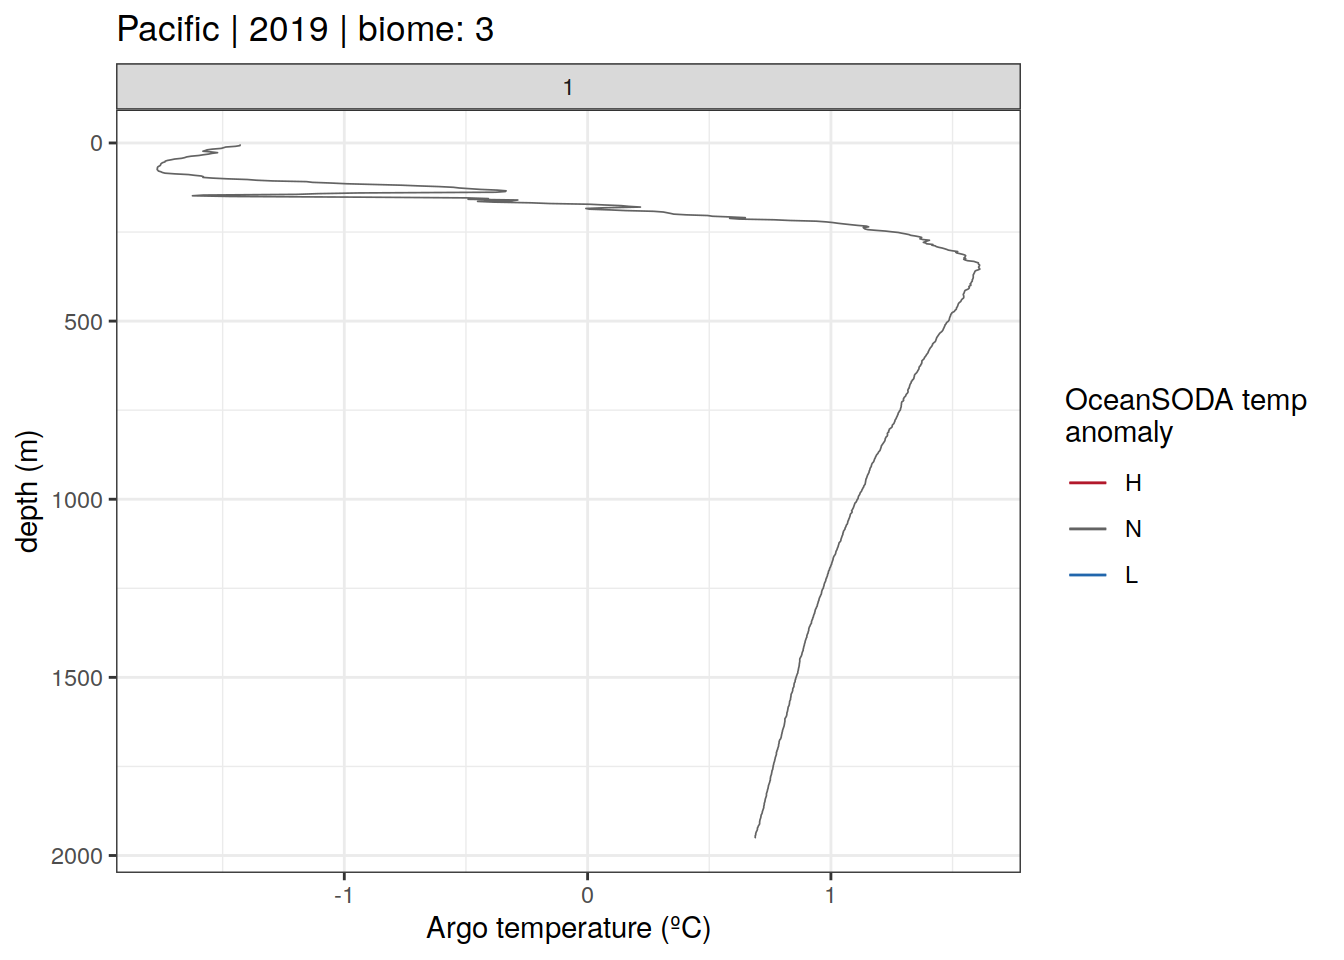 Pacific | 2019 | biome: 3
1
0
500
1000
1500
2000
depth (m)
-1
0
1
Argo temperature (ºC)
OceanSODA temp
anomaly
H
N
L